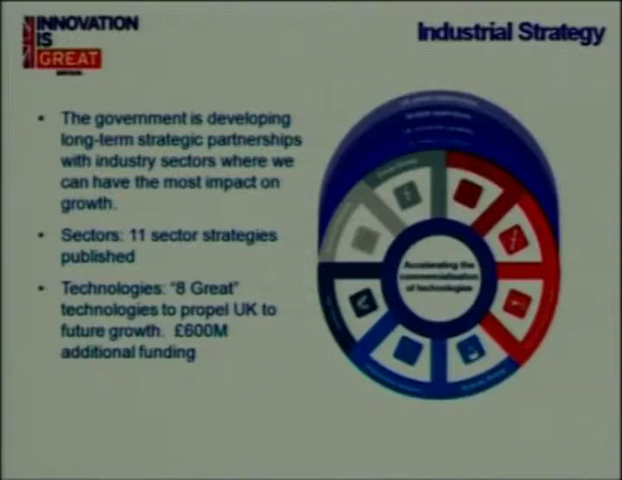 INNOVATION
IS
GREAT
BRITAIN
Industrial Strategy
• The government is developing
long-term strategic partnerships
with industry sectors where we
can have the most impact on
growth.
• Sectors: 11 sector strategies
published
• Technologies: “8 Great”
technologies to propel UK to
future growth. £600M
additional funding
Accelerating the
commercialisation
of technologies